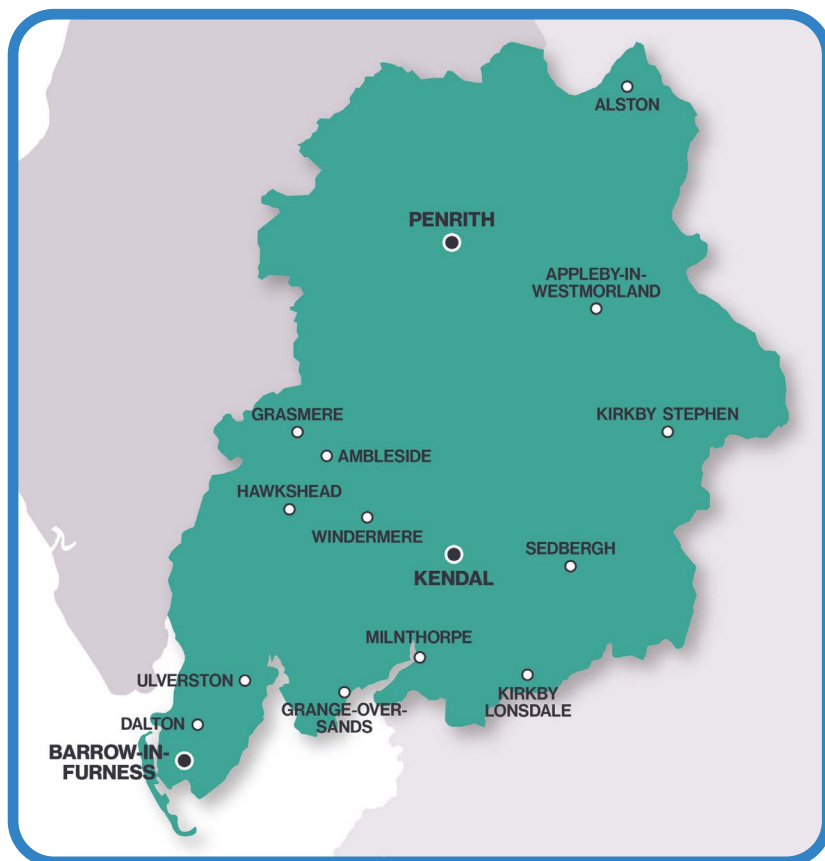 ALSTON
PENRITH
APPLEBY-IN-
WESTMORLAND
GRASMERE
KIRKBY STEPHEN
AMBLESIDE
HAWKSHEAD
WINDERMERE
SEDBERGH
KENDAL
MILNTHORPE
ULVERSTON
GRANGE-OVER-
SANDS
KIRKBY
LONSDALE
DALTON
BARROW-IN-
FURNESS